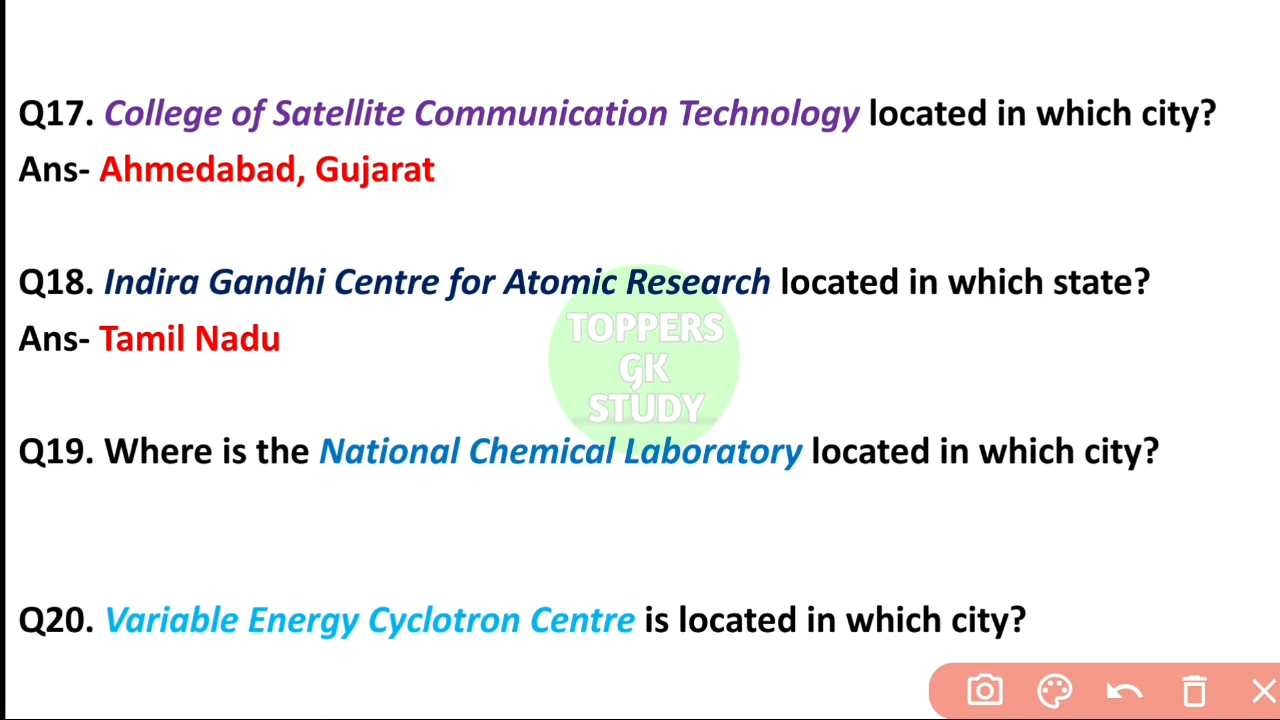 Q17. College of Satellite Communication Technology located in which city?
Ans- Ahmedabad, Gujarat
Q18. Indira Gandhi Centre for Atomic Research located in which state?
TOPPERS
Ans- Tamil Nadu
GK
STUDY
Q19. Where is the National Chemical Laboratory located in which city?
Q20. Variable Energy Cyclotron Centre is located in which city?